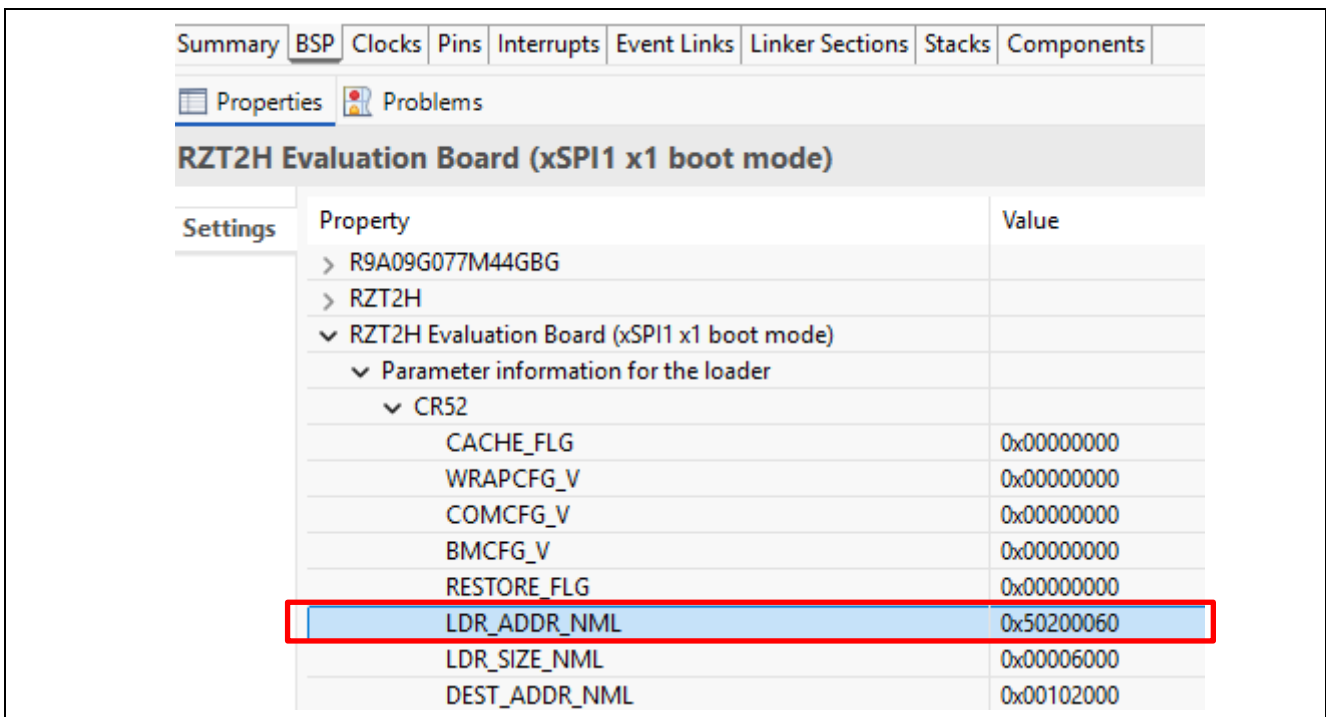 Summary BSP Clocks Pins Interrupts Event Links Linker Sections Stacks Components
Properties Problems
RZT2H Evaluation Board (xSPI1 x1 boot mode)
Settings Property Value
R9A09G077M44GBG
RZT2H
RZT2H Evaluation Board (xSPI1 x1 boot mode)
Parameter information for the loader
CR52
CACHE_FLG 0x00000000
WRAPCFG_V 0x00000000
COMCFG_V 0x00000000
BMCFG_V 0x00000000
RESTORE_FLG 0x00000000
LDR_ADDR_NML 0x50200060
LDR_SIZE_NML 0x00006000
DEST_ADDR_NML 0x00102000